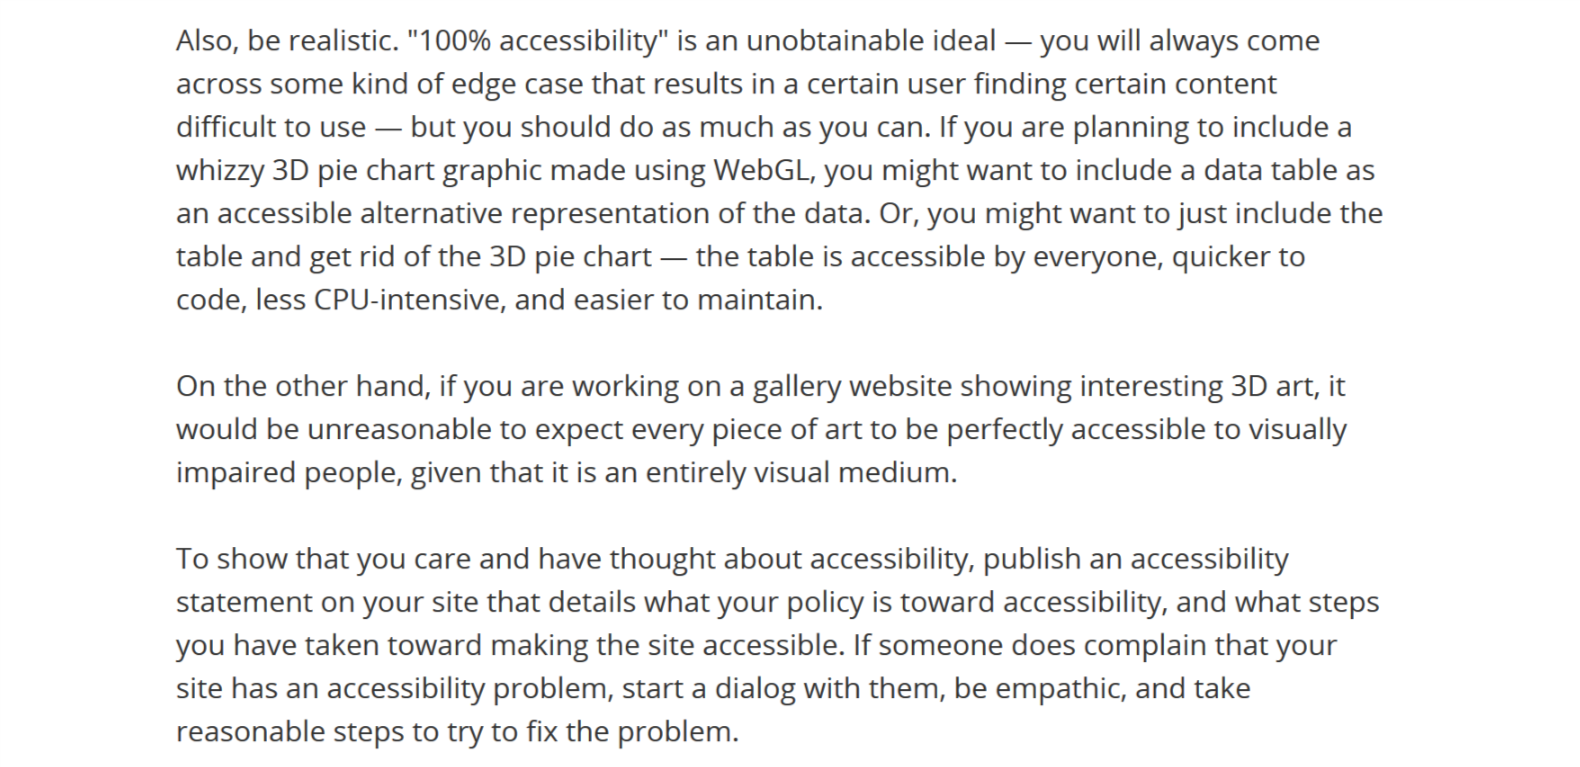 Also, be realistic. "100% accessibility" is an unobtainable ideal — you will always come
across some kind of edge case that results in a certain user finding certain content
difficult to use — but you should do as much as you can. If you are planning to include a
whizzy 3D pie chart graphic made using WebGL, you might want to include a data table as
an accessible alternative representation of the data. Or, you might want to just include the
table and get rid of the 3D pie chart — the table is accessible by everyone, quicker to
code, less CPU-intensive, and easier to maintain.
On the other hand, if you are working on a gallery website showing interesting 3D art, it
would be unreasonable to expect every piece of art to be perfectly accessible to visually
impaired people, given that it is an entirely visual medium.
To show that you care and have thought about accessibility, publish an accessibility
statement on your site that details what your policy is toward accessibility, and what steps
you have taken toward making the site accessible. If someone does complain that your
site has an accessibility problem, start a dialog with them, be empathic, and take
reasonable steps to try to fix the problem.